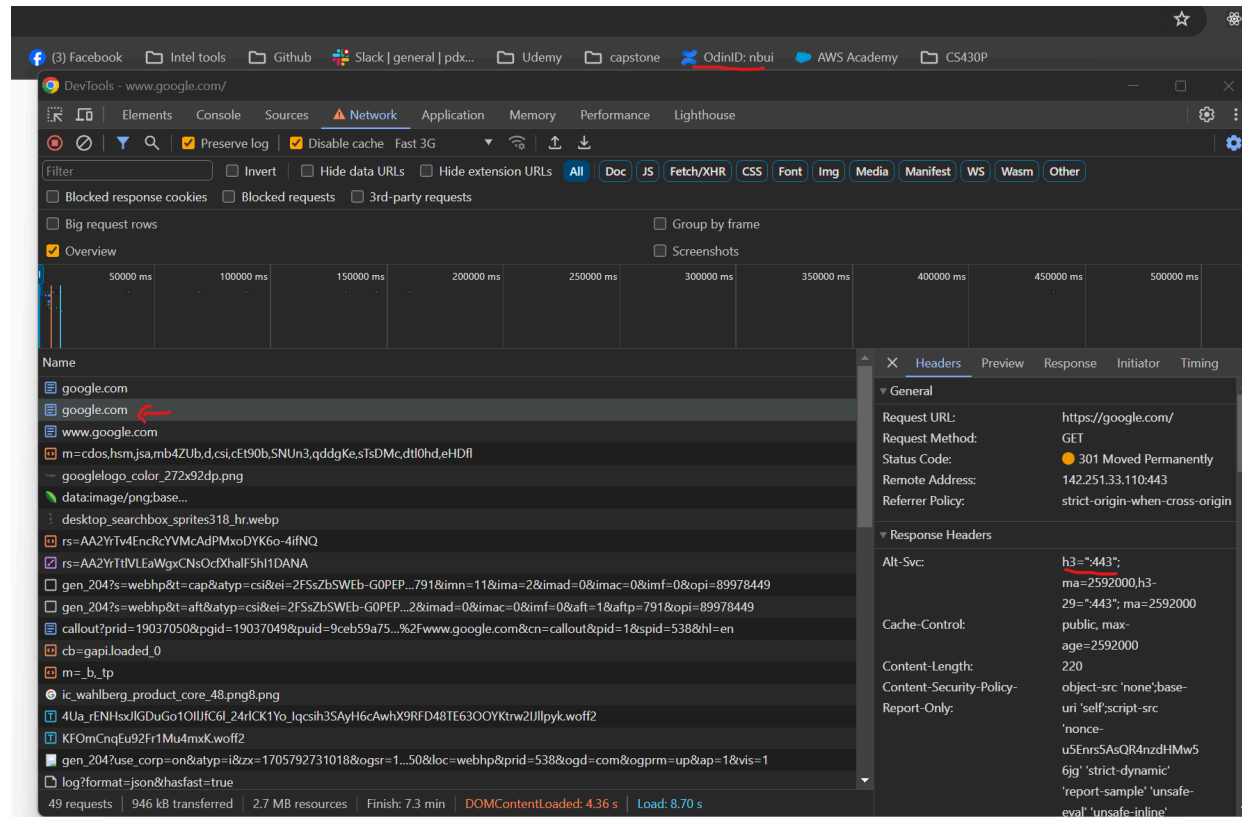 (3) Facebook Intel tools Github Slack | general | pdx... Udemy capstone OdinID: nbui AWS Academy CS430P
DevTools - www.google.com/
Elements Console Sources Network Application Memory Performance Lighthouse
Preserve log Disable cache Fast 3G
Filter Invert Hide data URLs Hide extension URLs All Doc JS Fetch/XHR CSS Font Img Media Manifest WS Wasm Other
Blocked response cookies Blocked requests 3rd-party requests
Big request rows Group by frame
Overview Screenshots
50000 ms 100000 ms 150000 ms 200000 ms 250000 ms 300000 ms 350000 ms 400000 ms 450000 ms 500000 ms
Name
google.com
google.com
www.google.com
m=cdos,hsm,jsa,mb4ZUb,d,csi,cEt90b,SNUn3,qddgKe,sTsDMc,dtl0hd,eHDfl
googlelogo_color_272x92dp.png
data:image/png;base...
desktop_searchbox_sprites318_hr.webp
rs=AA2YrTv4EncRcYVMcAdPMxoDYK6o-4ifNQ
rs=AA2YrTtlVLEaWgxCNsOcfXhalF5hI1DANA
gen_204?s=webhp&t=cap&atyp=csi&ei=2FSsZbSWEb-G0PEP...791&imn=11&ima=2&imad=0&imac=0&imf=0&opi=89978449
gen_204?s=webhp&t=aft&atyp=csi&ei=2FSsZbSWEb-G0PEP...2&imad=0&imac=0&imf=0&aft=1&aftp=791&opi=89978449
callout?prid=19037050&pgid=19037049&puid=9ceb59a75...%2Fwww.google.com&cn=callout&pid=1&spid=538&hl=en
cb=gapi.loaded_0
m=_b,_tp
ic_wahlberg_product_core_48.png8.png
4Ua_rENHsxJlGDuGo1OIlJfC6l_24rlCK1Yo_Iqcsih3SAyH6cAwhX9RFD48TE63OOYKtrw2IJllpyk.woff2
KFOmCnqEu92Fr1Mu4mxK.woff2
gen_204?use_corp=on&atyp=i&zx=1705792731018&ogsr=1...50&loc=webhp&prid=538&ogd=com&ogprm=up&ap=1&vis=1
log?format=json&hasfast=true
49 requests 946 kB transferred 2.7 MB resources Finish: 7.3 min DOMContentLoaded: 4.36 s Load: 8.70 s
Headers Preview Response Initiator Timing
General
Request URL: https://google.com/
Request Method: GET
Status Code: 301 Moved Permanently
Remote Address: 142.251.33.110:443
Referrer Policy: strict-origin-when-cross-origin
Response Headers
Alt-Svc: h3=":443";
ma=2592000,h3-
29=":443"; ma=2592000
Cache-Control: public, max-
age=2592000
Content-Length: 220
Content-Security-Policy- object-src 'none';base-
Report-Only: uri 'self';script-src
'nonce-
u5Enrs5AsQR4nzdHMw5
6jg' 'strict-dynamic'
'report-sample' 'unsafe-
eval' 'unsafe-inline'